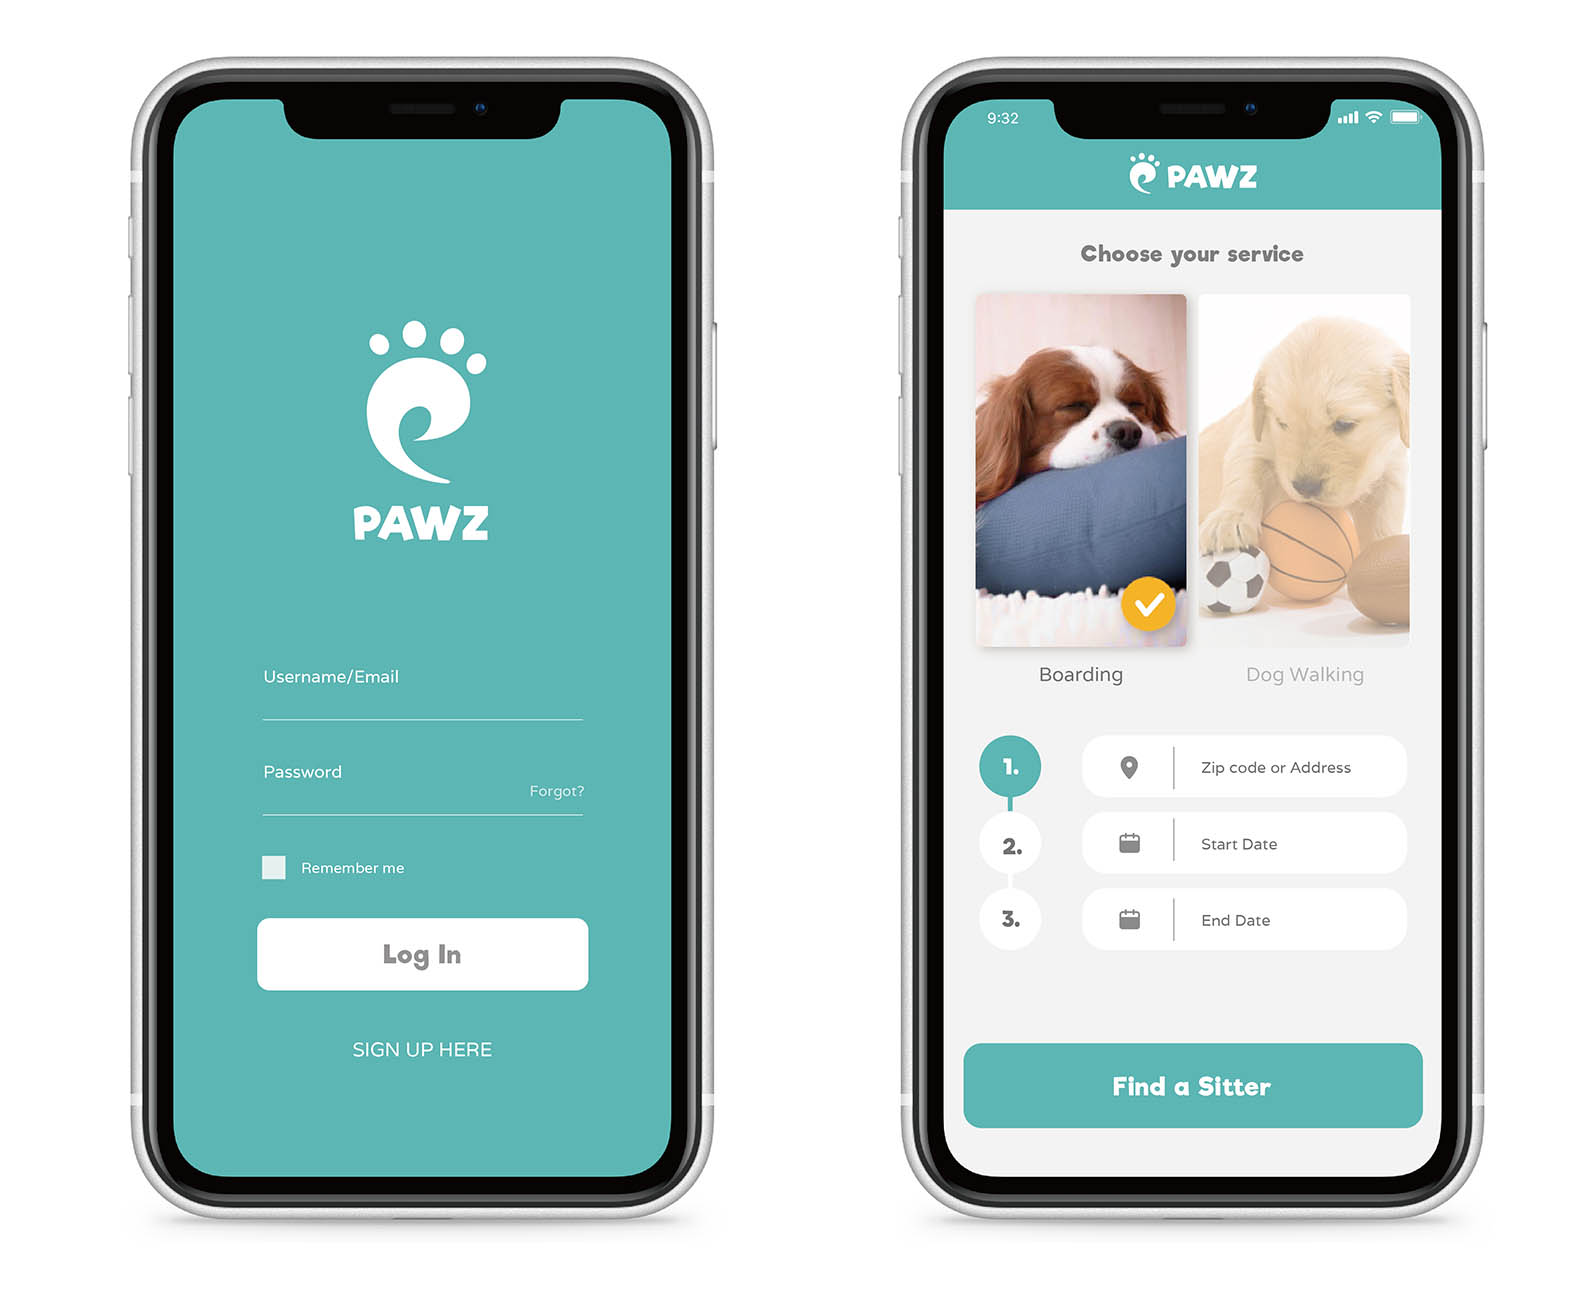 PAWZ
Username/Email
Password
Forgot?
Remember me
Log In
SIGN UP HERE
9:32
PAWZ
Choose your service
Boarding
Dog Walking
1.
Zip code or Address
2.
Start Date
3.
End Date
Find a Sitter